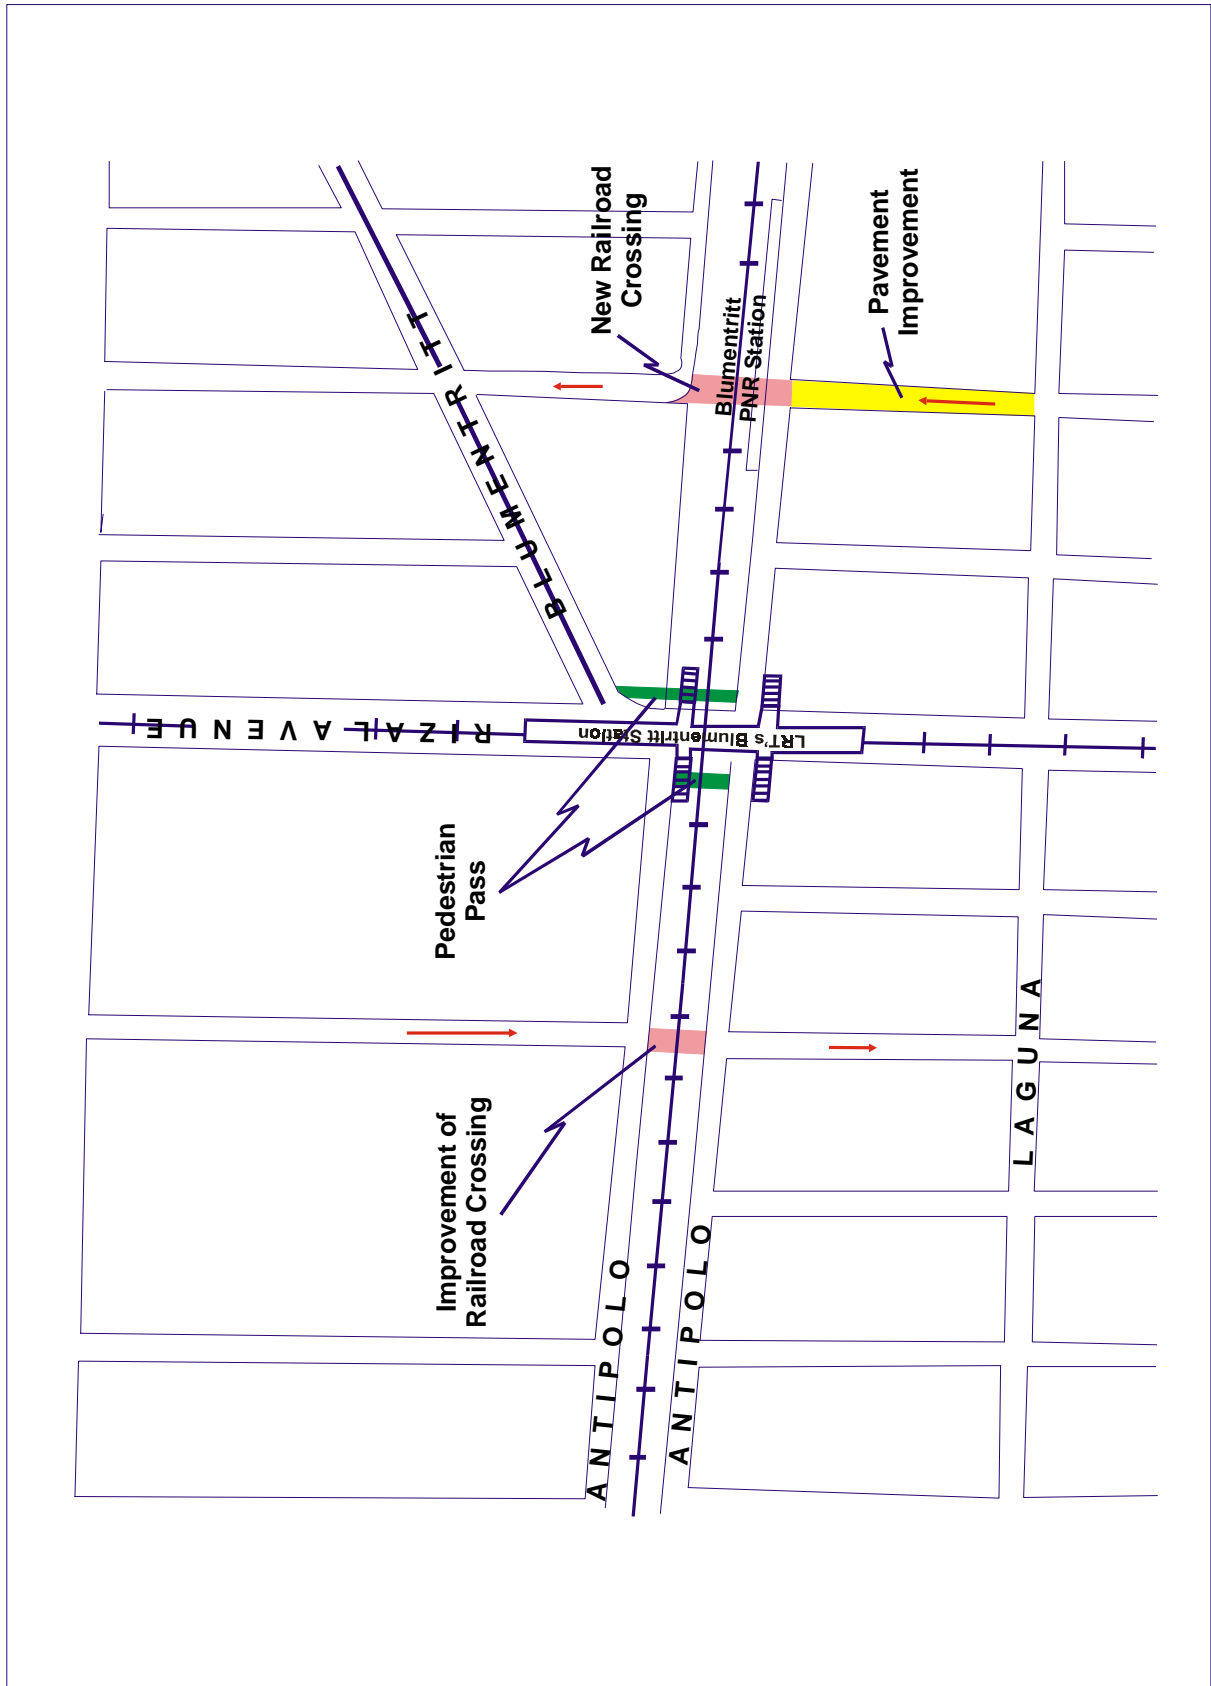 New Railroad
Crossing
Pavement
Improvement
Blumentritt
PNR Station
BLUMENTRITT
RIZAL AVENUE
LRT's Blumentritt Station
Pedestrian
Pass
Improvement of
Railroad Crossing
ANTIPOLO
ANTIPOLO
LAGUNA